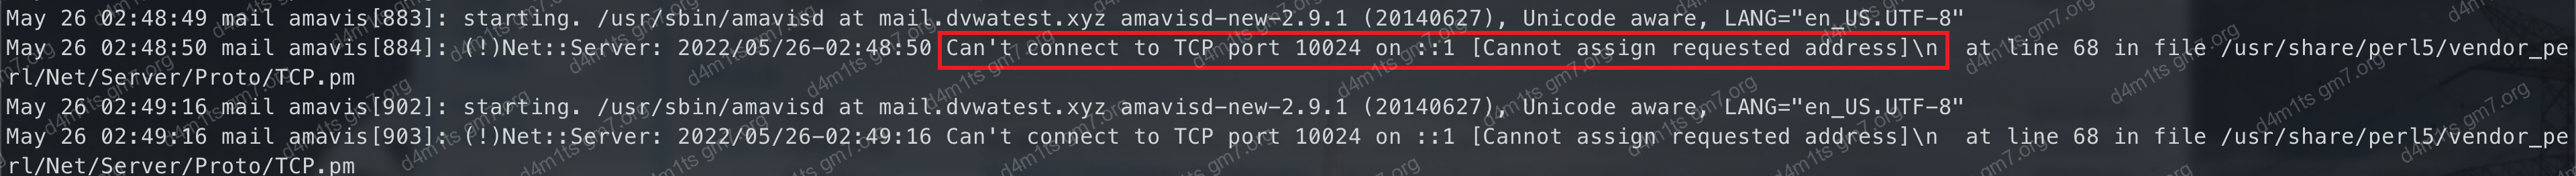 May 26 02:48:49 mail amavis[883]: starting. /usr/sbin/amavisd at mail.dvwatest.xyz amavisd-new-2.9.1 (20140627), Unicode aware, LANG="en_US.UTF-8"
May 26 02:48:50 mail amavis[884]: (!)Net::Server: 2022/05/26-02:48:50 Can't connect to TCP port 10024 on ::1 [Cannot assign requested address]\n  at line 68 in file /usr/share/perl5/vendor_pe
rl/Net/Server/Proto/TCP.pm
May 26 02:49:16 mail amavis[902]: starting. /usr/sbin/amavisd at mail.dvwatest.xyz amavisd-new-2.9.1 (20140627), Unicode aware, LANG="en_US.UTF-8"
May 26 02:49:16 mail amavis[903]: (!)Net::Server: 2022/05/26-02:49:16 Can't connect to TCP port 10024 on ::1 [Cannot assign requested address]\n  at line 68 in file /usr/share/perl5/vendor_pe
rl/Net/Server/Proto/TCP.pm
d4m1ts gm7.org